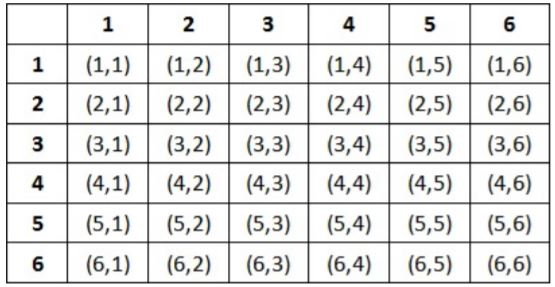 1 2 3 4 5 6
1 (1,1) (1,2) (1,3) (1,4) (1,5) (1,6)
2 (2,1) (2,2) (2,3) (2,4) (2,5) (2,6)
3 (3,1) (3,2) (3,3) (3,4) (3,5) (3,6)
4 (4,1) (4,2) (4,3) (4,4) (4,5) (4,6)
5 (5,1) (5,2) (5,3) (5,4) (5,5) (5,6)
6 (6,1) (6,2) (6,3) (6,4) (6,5) (6,6)